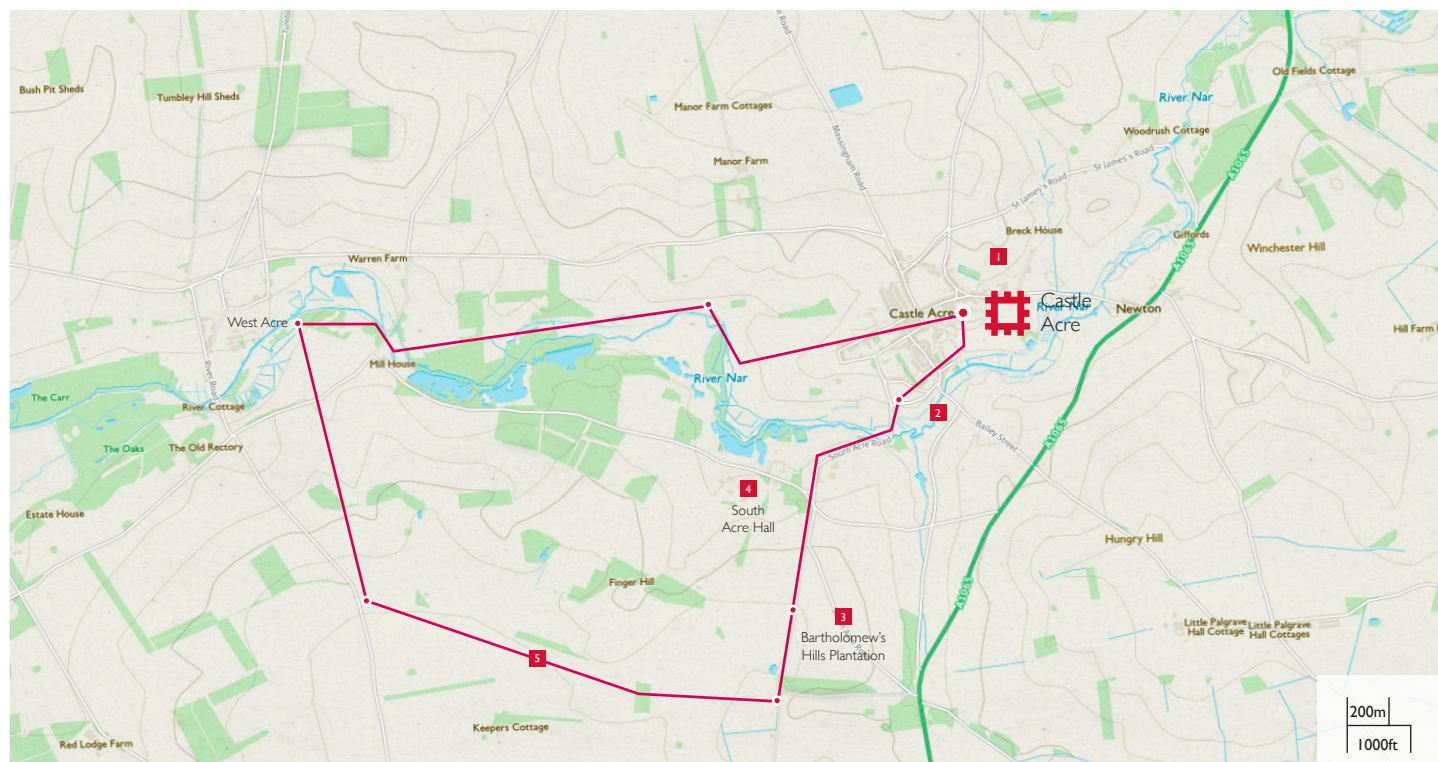 Old Fields Cottage
Bush Pit Sheds
Tumbley Hill Sheds
Manor Farm Cottages
River Nar
Massingham Road
Woodrush Cottage
St James's Road
St James's Road
A1065
Manor Farm
Breck House
Giffords
A1065
Winchester Hill
Warren Farm
1
Castle
Acre
River Nar
Castle Acre
Newton
West Acre
Hill Farm
Mill House
River Nar
River Road
The Carr
River Cottage
2
Bailey Street
A1065
The Oaks
The Old Rectory
South Acre Road
4
South
Acre Hall
Estate House
Hungry Hill
Finger Hill
A1065
3
Bartholomew's
Hills Plantation
Little Palgrave
Hall Cottage
Little Palgrave
Hall Cottages
5
Keepers Cottage
Red Lodge Farm
200m
1000ft